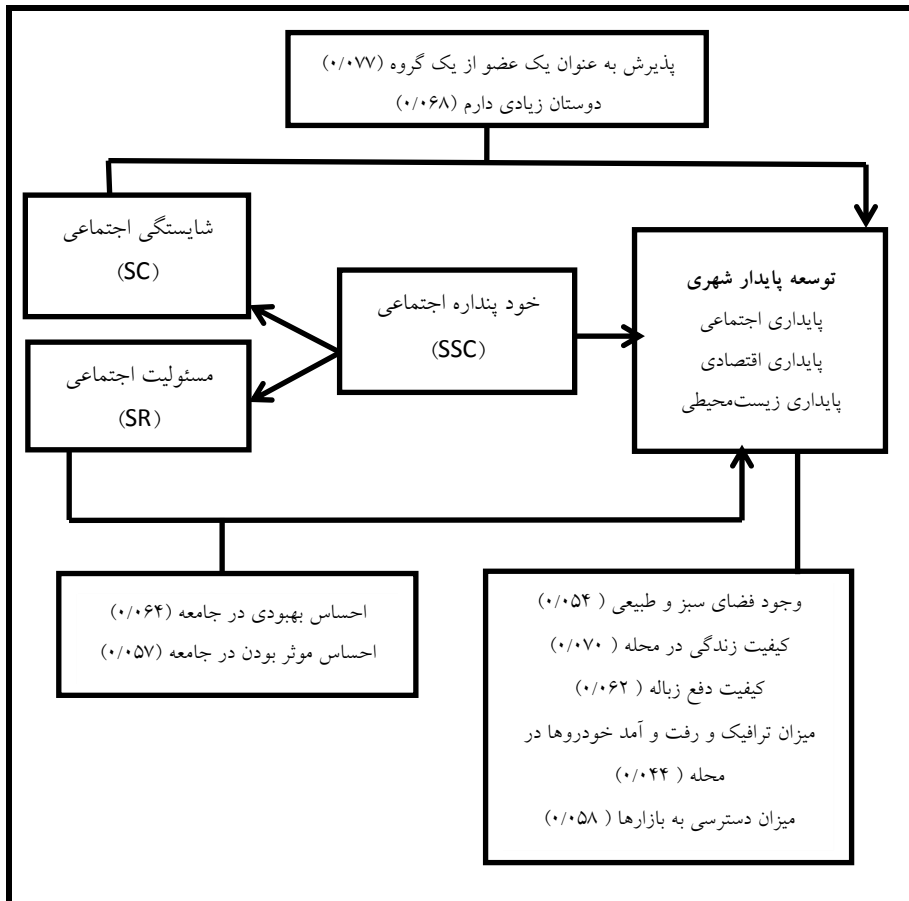 پذیرش به عنوان یک عضو از یک گروه (۰/۰۷۷)
دوستان زیادی دارم (۰/۰۶۸)
شایستگی اجتماعی
(SC)
خود پنداره اجتماعی
(SSC)
توسعه پایدار شهری
پایداری اجتماعی
پایداری اقتصادی
پایداری زیست‌محیطی
مسئولیت اجتماعی
(SR)
احساس بهبودی در جامعه (۰/۰۶۴)
احساس موثر بودن در جامعه (۰/۰۵۷)
وجود فضای سبز و طبیعی ( ۰/۰۵۴)
کیفیت زندگی در محله ( ۰/۰۷۰)
کیفیت دفع زباله ( ۰/۰۶۲)
میزان ترافیک و رفت و آمد خودروها در
محله ( ۰/۰۴۴)
میزان دسترسی به بازارها ( ۰/۰۵۸)